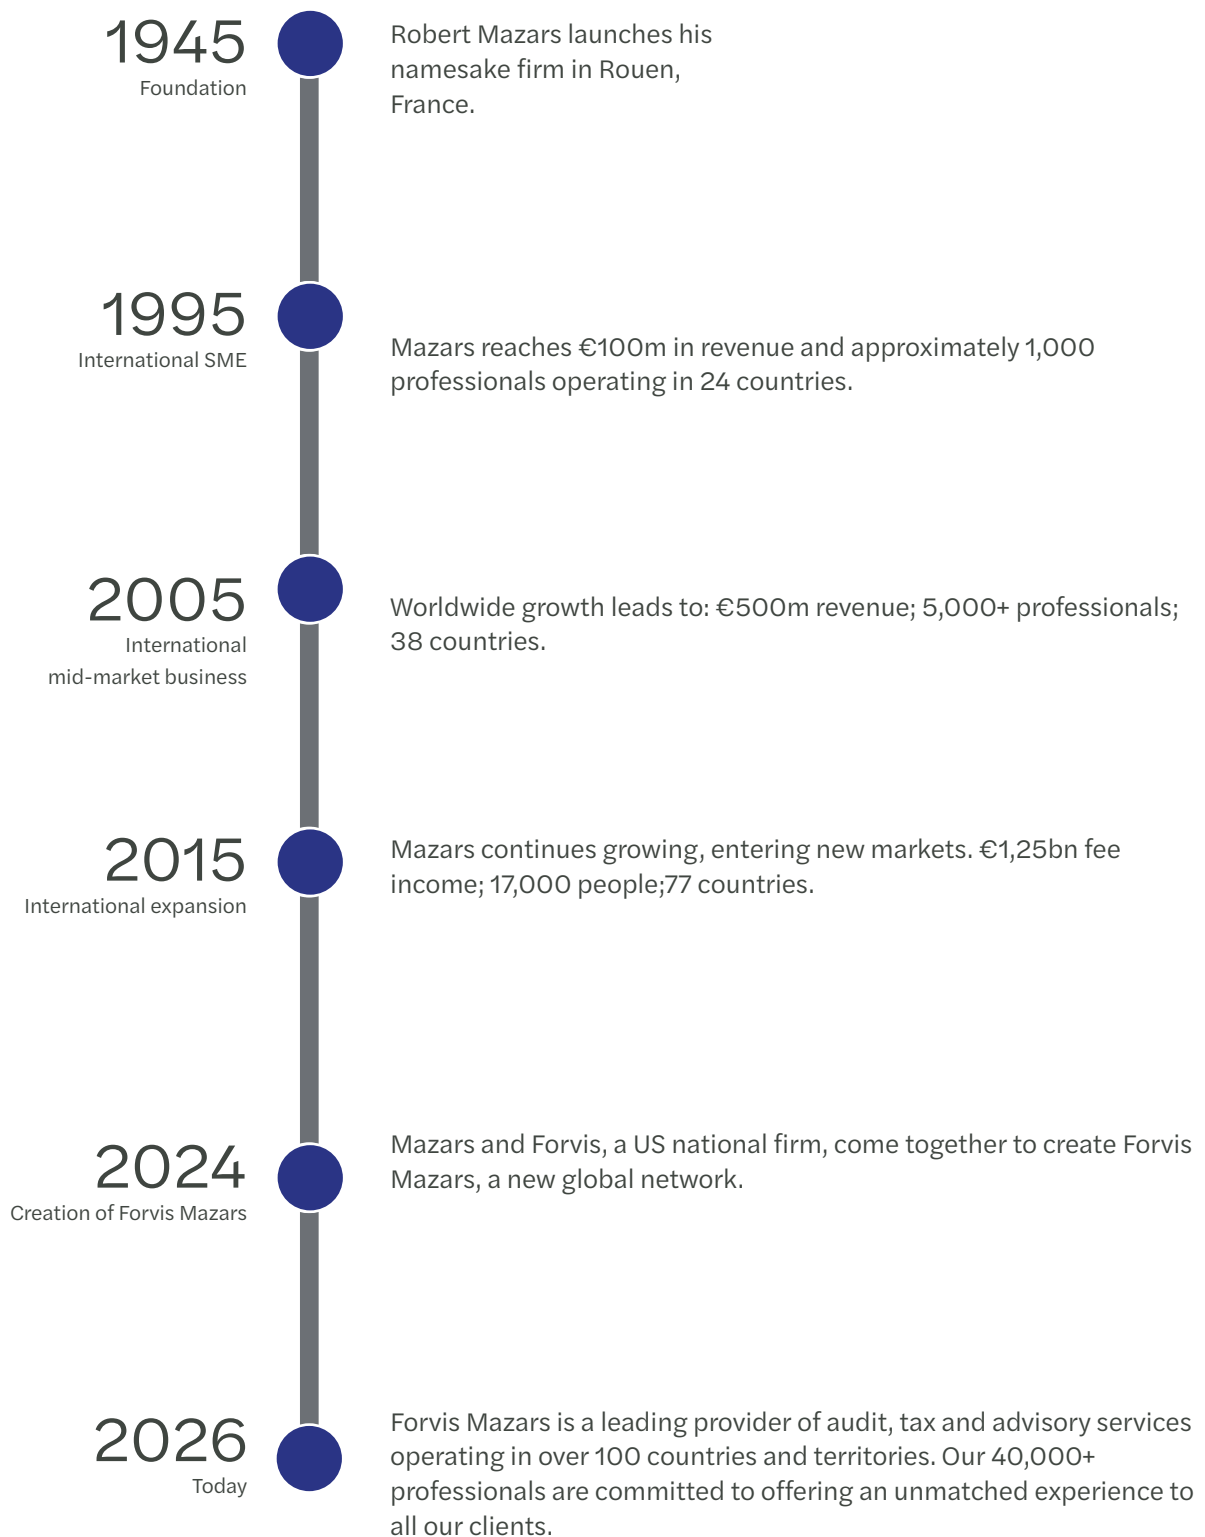 1945
Foundation
Robert Mazars launches his
namesake firm in Rouen,
France.
1995
International SME
Mazars reaches €100m in revenue and approximately 1,000
professionals operating in 24 countries.
2005
International
mid-market business
Worldwide growth leads to: €500m revenue; 5,000+ professionals;
38 countries.
2015
International expansion
Mazars continues growing, entering new markets. €1,25bn fee
income; 17,000 people;77 countries.
2024
Creation of Forvis Mazars
Mazars and Forvis, a US national firm, come together to create Forvis
Mazars, a new global network.
2026
Today
Forvis Mazars is a leading provider of audit, tax and advisory services
operating in over 100 countries and territories. Our 40,000+
professionals are committed to offering an unmatched experience to
all our clients.